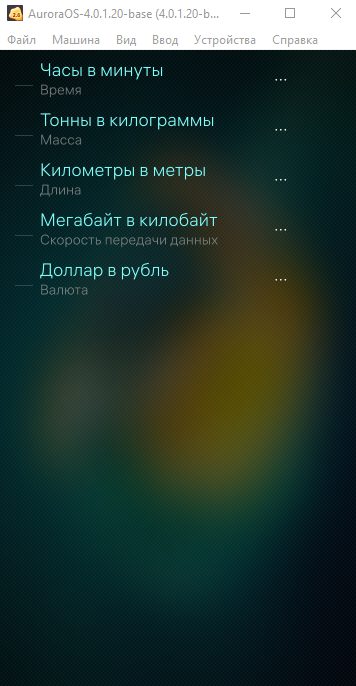 AuroraOS-4.0.1.20-base (4.0.1.20-b...
Файл Машина Вид Ввод Устройства Справка
Часы в минуты
Время
...
Тонны в килограммы
Масса
...
Километры в метры
Длина
...
Мегабайт в килобайт
Скорость передачи данных
...
Доллар в рубль
Валюта
...